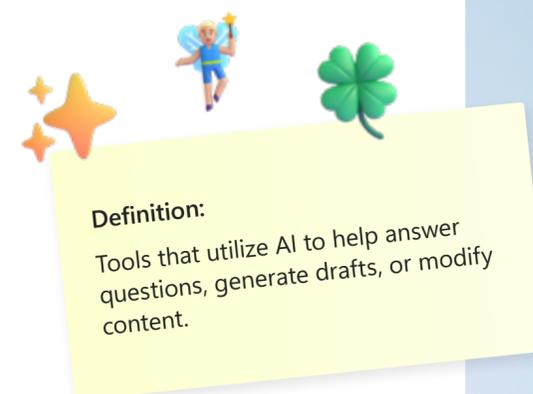 Definition:
Tools that utilize AI to help answer
questions, generate drafts, or modify
content.